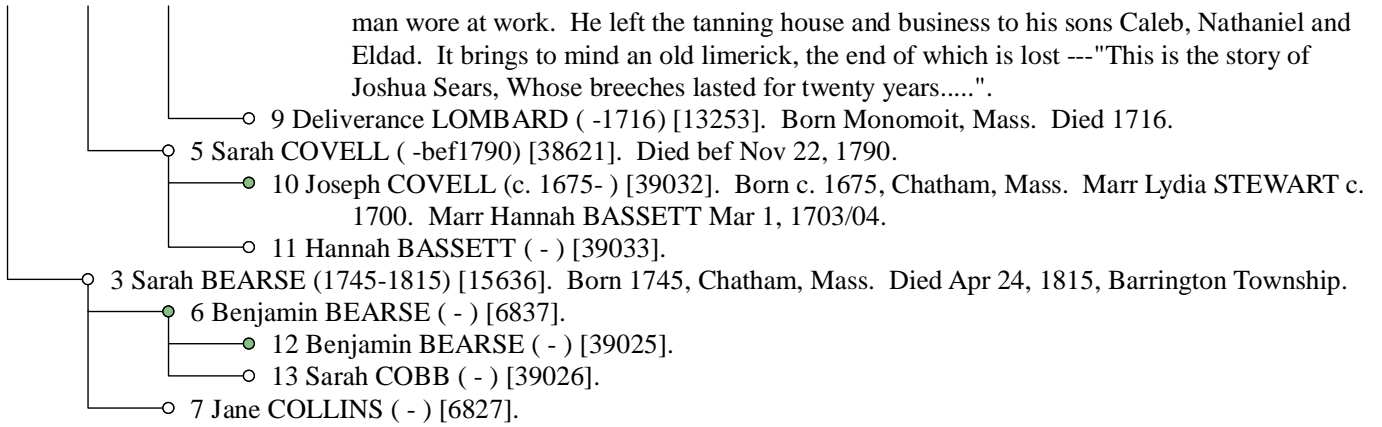 man wore at work. He left the tanning house and business to his sons Caleb, Nathaniel and
Eldad. It brings to mind an old limerick, the end of which is lost ---"This is the story of
Joshua Sears, Whose breeches lasted for twenty years.....".
9 Deliverance LOMBARD ( -1716) [13253]. Born Monomoit, Mass. Died 1716.
5 Sarah COVELL ( -bef1790) [38621]. Died bef Nov 22, 1790.
10 Joseph COVELL (c. 1675- ) [39032]. Born c. 1675, Chatham, Mass. Marr Lydia STEWART c.
1700. Marr Hannah BASSETT Mar 1, 1703/04.
11 Hannah BASSETT ( - ) [39033].
3 Sarah BEARSE (1745-1815) [15636]. Born 1745, Chatham, Mass. Died Apr 24, 1815, Barrington Township.
6 Benjamin BEARSE ( - ) [6837].
12 Benjamin BEARSE ( - ) [39025].
13 Sarah COBB ( - ) [39026].
7 Jane COLLINS ( - ) [6827].